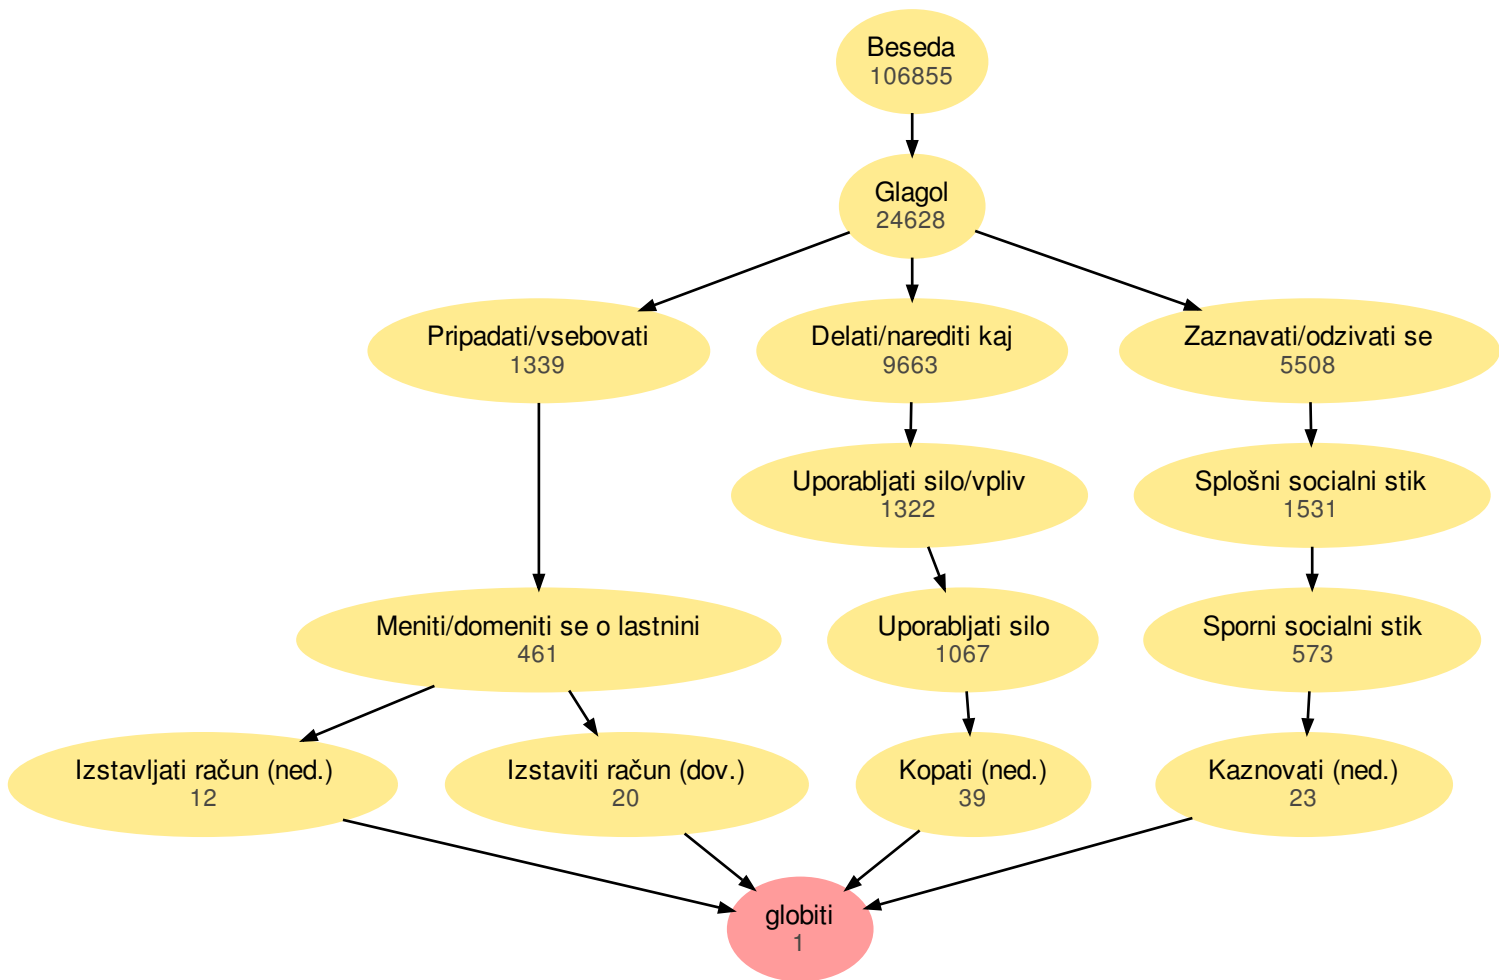 Beseda
106855
Glagol
24628
Pripadati/vsebovati
1339
Delati/narediti kaj
9663
Zaznavati/odzivati se
5508
Uporabljati silo/vpliv
1322
Splošni socialni stik
1531
Meniti/domeniti se o lastnini
461
Uporabljati silo
1067
Sporni socialni stik
573
Izstavljati račun (ned.)
12
Izstaviti račun (dov.)
20
Kopati (ned.)
39
Kaznovati (ned.)
23
globiti
1